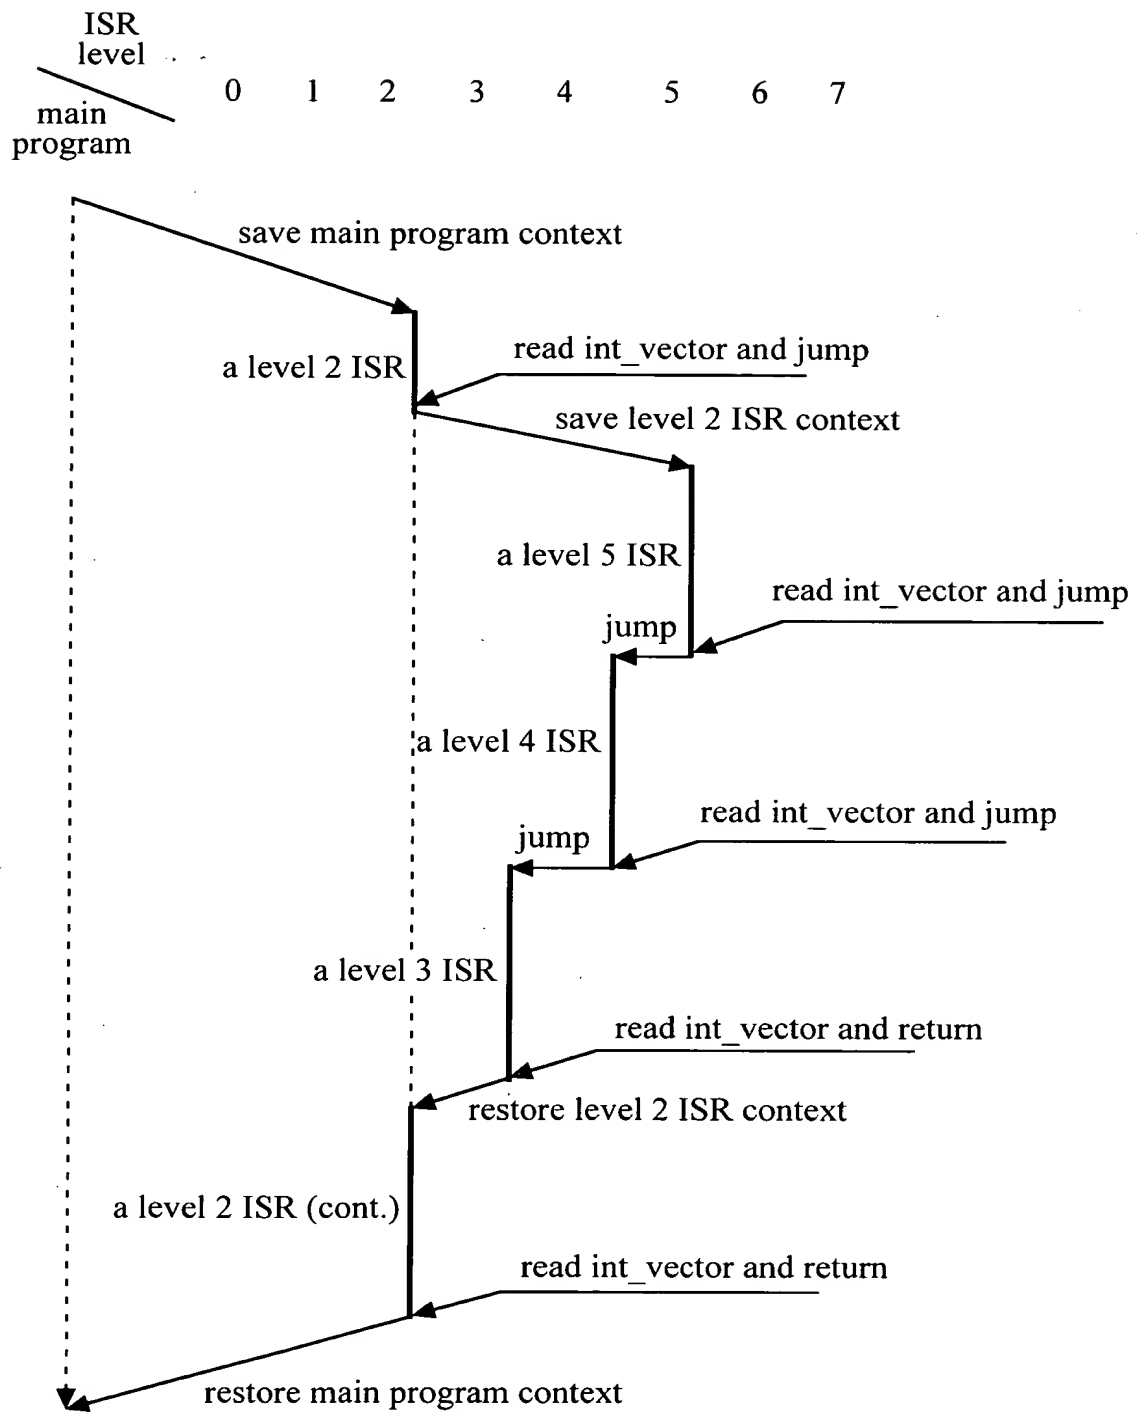 ISR
level
0 1 2 3 4 5 6 7
main
program
save main program context
read int_vector and jump
a level 2 ISR
save level 2 ISR context
a level 5 ISR
read int_vector and jump
jump
a level 4 ISR
read int_vector and jump
jump
a level 3 ISR
read int_vector and return
restore level 2 ISR context
a level 2 ISR (cont.)
read int_vector and return
restore main program context